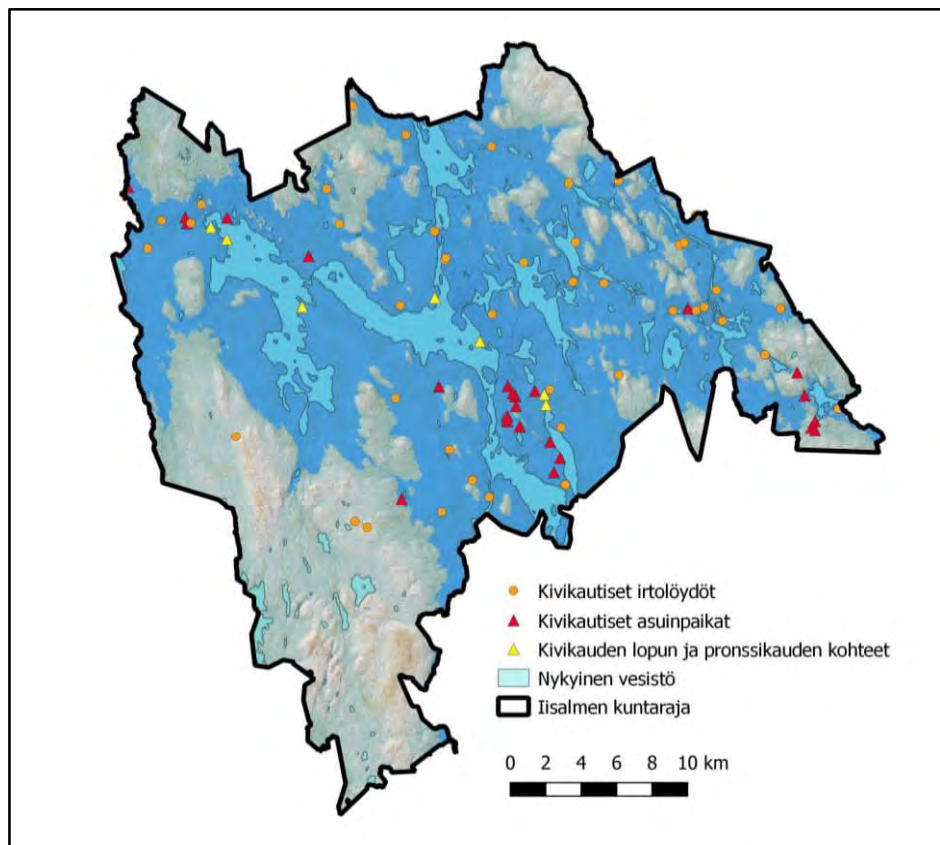 Kivikautiset irtolöydöt
Kivikautiset asuinpaikat
Kivikauden lopun ja pronssikauden kohteet
Nykyinen vesistö
Iisalmen kuntaraja
0 2 4 6 8 10 km